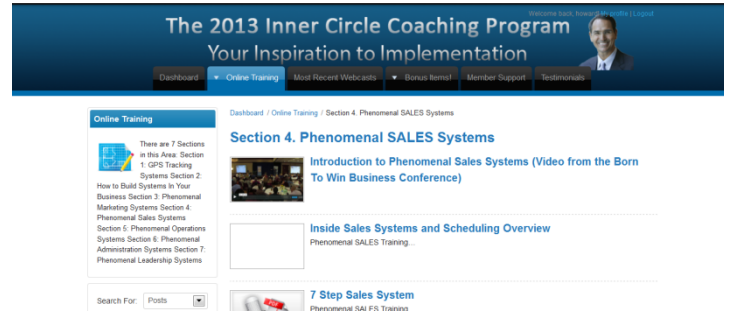 Welcome back, Howard! My profile | Logout
The 2013 Inner Circle Coaching Program
Your Inspiration to Implementation
Dashboard
Online Training
Most Recent Webcasts
Bonus Items!
Member Support
Testimonials
Online Training
There are 7 Sections
in this Area: Section
1: GPS Tracking
Systems Section 2:
How to Build Systems In Your
Business Section 3: Phenomenal
Marketing Systems Section 4:
Phenomenal Sales Systems
Section 5: Phenomenal Operations
Systems Section 6: Phenomenal
Administration Systems Section 7:
Phenomenal Leadership Systems
Search For: Posts
Dashboard / Online Training / Section 4. Phenomenal SALES Systems
Section 4. Phenomenal SALES Systems
Introduction to Phenomenal Sales Systems (Video from the Born
To Win Business Conference)
Inside Sales Systems and Scheduling Overview
Phenomenal SALES Training...
PDF
7 Step Sales System
Phenomenal SALES Training